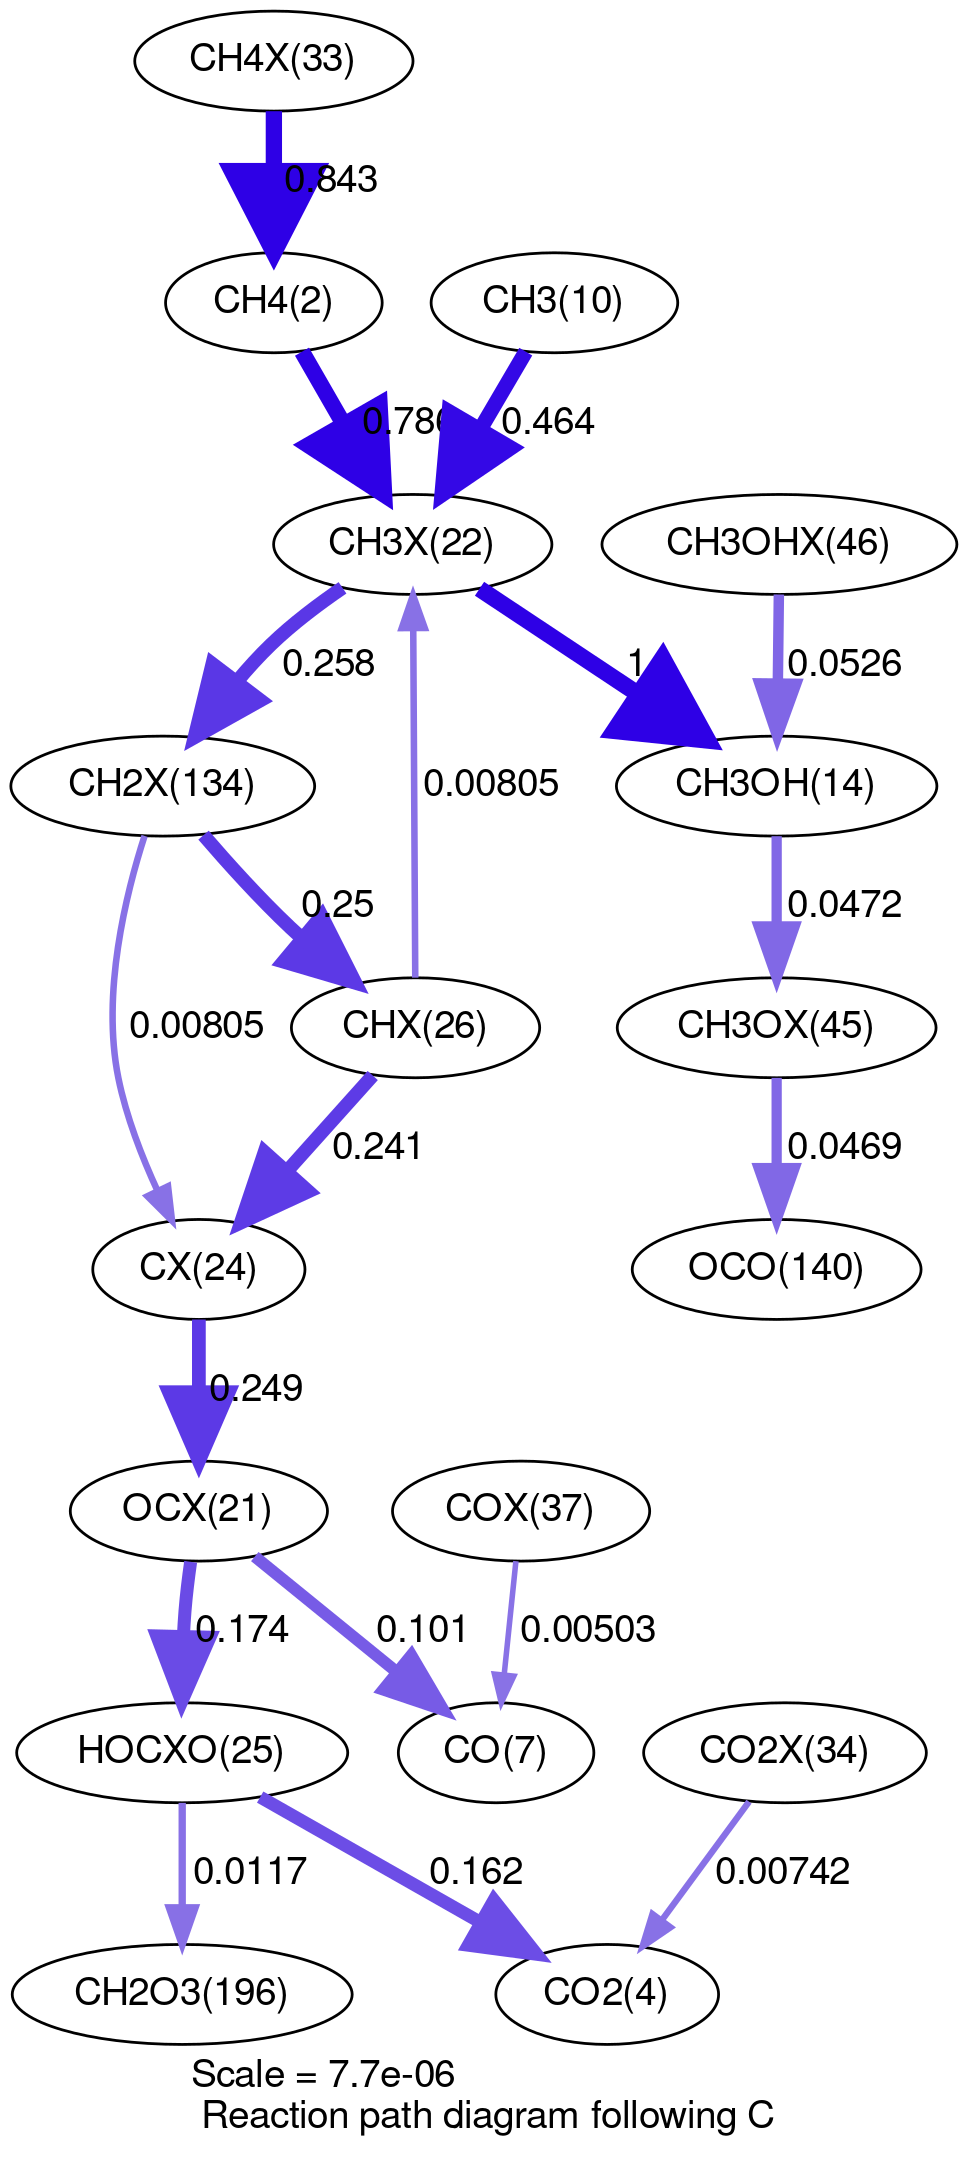 CH4X(33)
0.843
CH4(2)
CH3(10)
0.786
0.464
CH3X(22)
CH3OHX(46)
0.258
1
0.0526
CH2X(134)
0.00805
CH3OH(14)
0.25
0.0472
0.00805
CHX(26)
CH3OX(45)
0.241
0.0469
CX(24)
OCO(140)
0.249
OCX(21)
COX(37)
0.174
0.101
0.00503
HOCXO(25)
CO(7)
CO2X(34)
0.0117
0.162
0.00742
CH2O3(196)
CO2(4)
Scale = 7.7e-06
Reaction path diagram following C